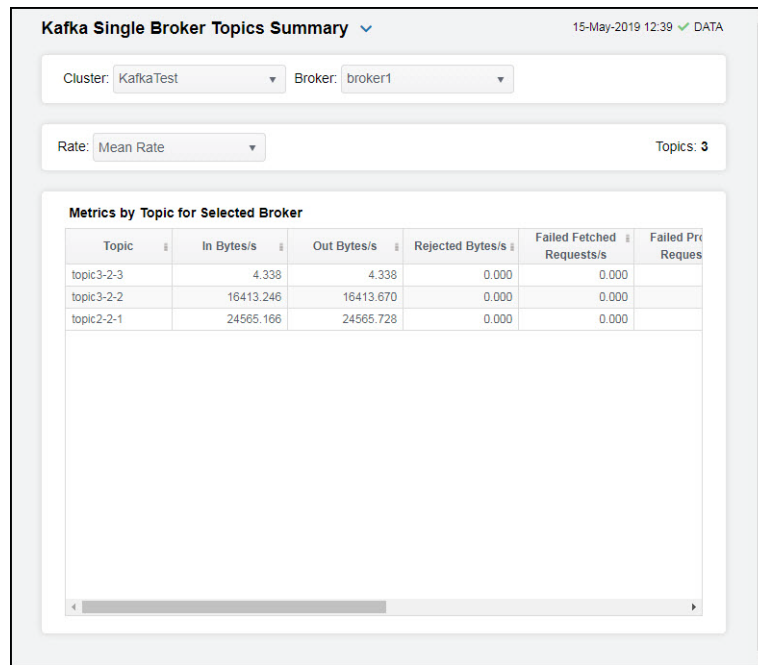 Kafka Single Broker Topics Summary 15-May-2019 12:39 DATA
Cluster: KafkaTest Broker: broker1
Rate: Mean Rate Topics: 3
Metrics by Topic for Selected Broker
Topic In Bytes/s Out Bytes/s Rejected Bytes/s Failed Fetched Requests/s Failed Pro Reques
topic3-2-3 4.338 4.338 0.000 0.000
topic3-2-2 16413.246 16413.670 0.000 0.000
topic2-2-1 24565.166 24565.728 0.000 0.000